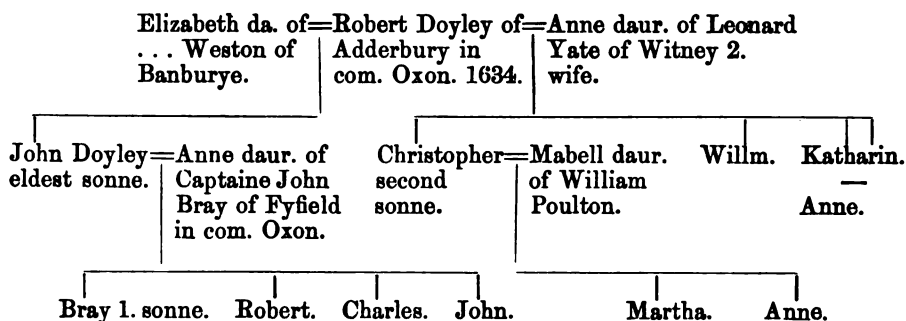 Elizabeth da. of=Robert Doyley of=Anne daur. of Leonard
... Weston of Adderbury in Yate of Witney 2.
Banburye. com. Oxon. 1634. wife.
John Doyley=Anne daur. of Christopher=Mabell daur. Willm. Katharin.
eldest sonne. Captaine John second of William —
Bray of Fyfield sonne. Poulton. Anne.
in com. Oxon.
Bray 1. sonne. Robert. Charles. John. Martha. Anne.